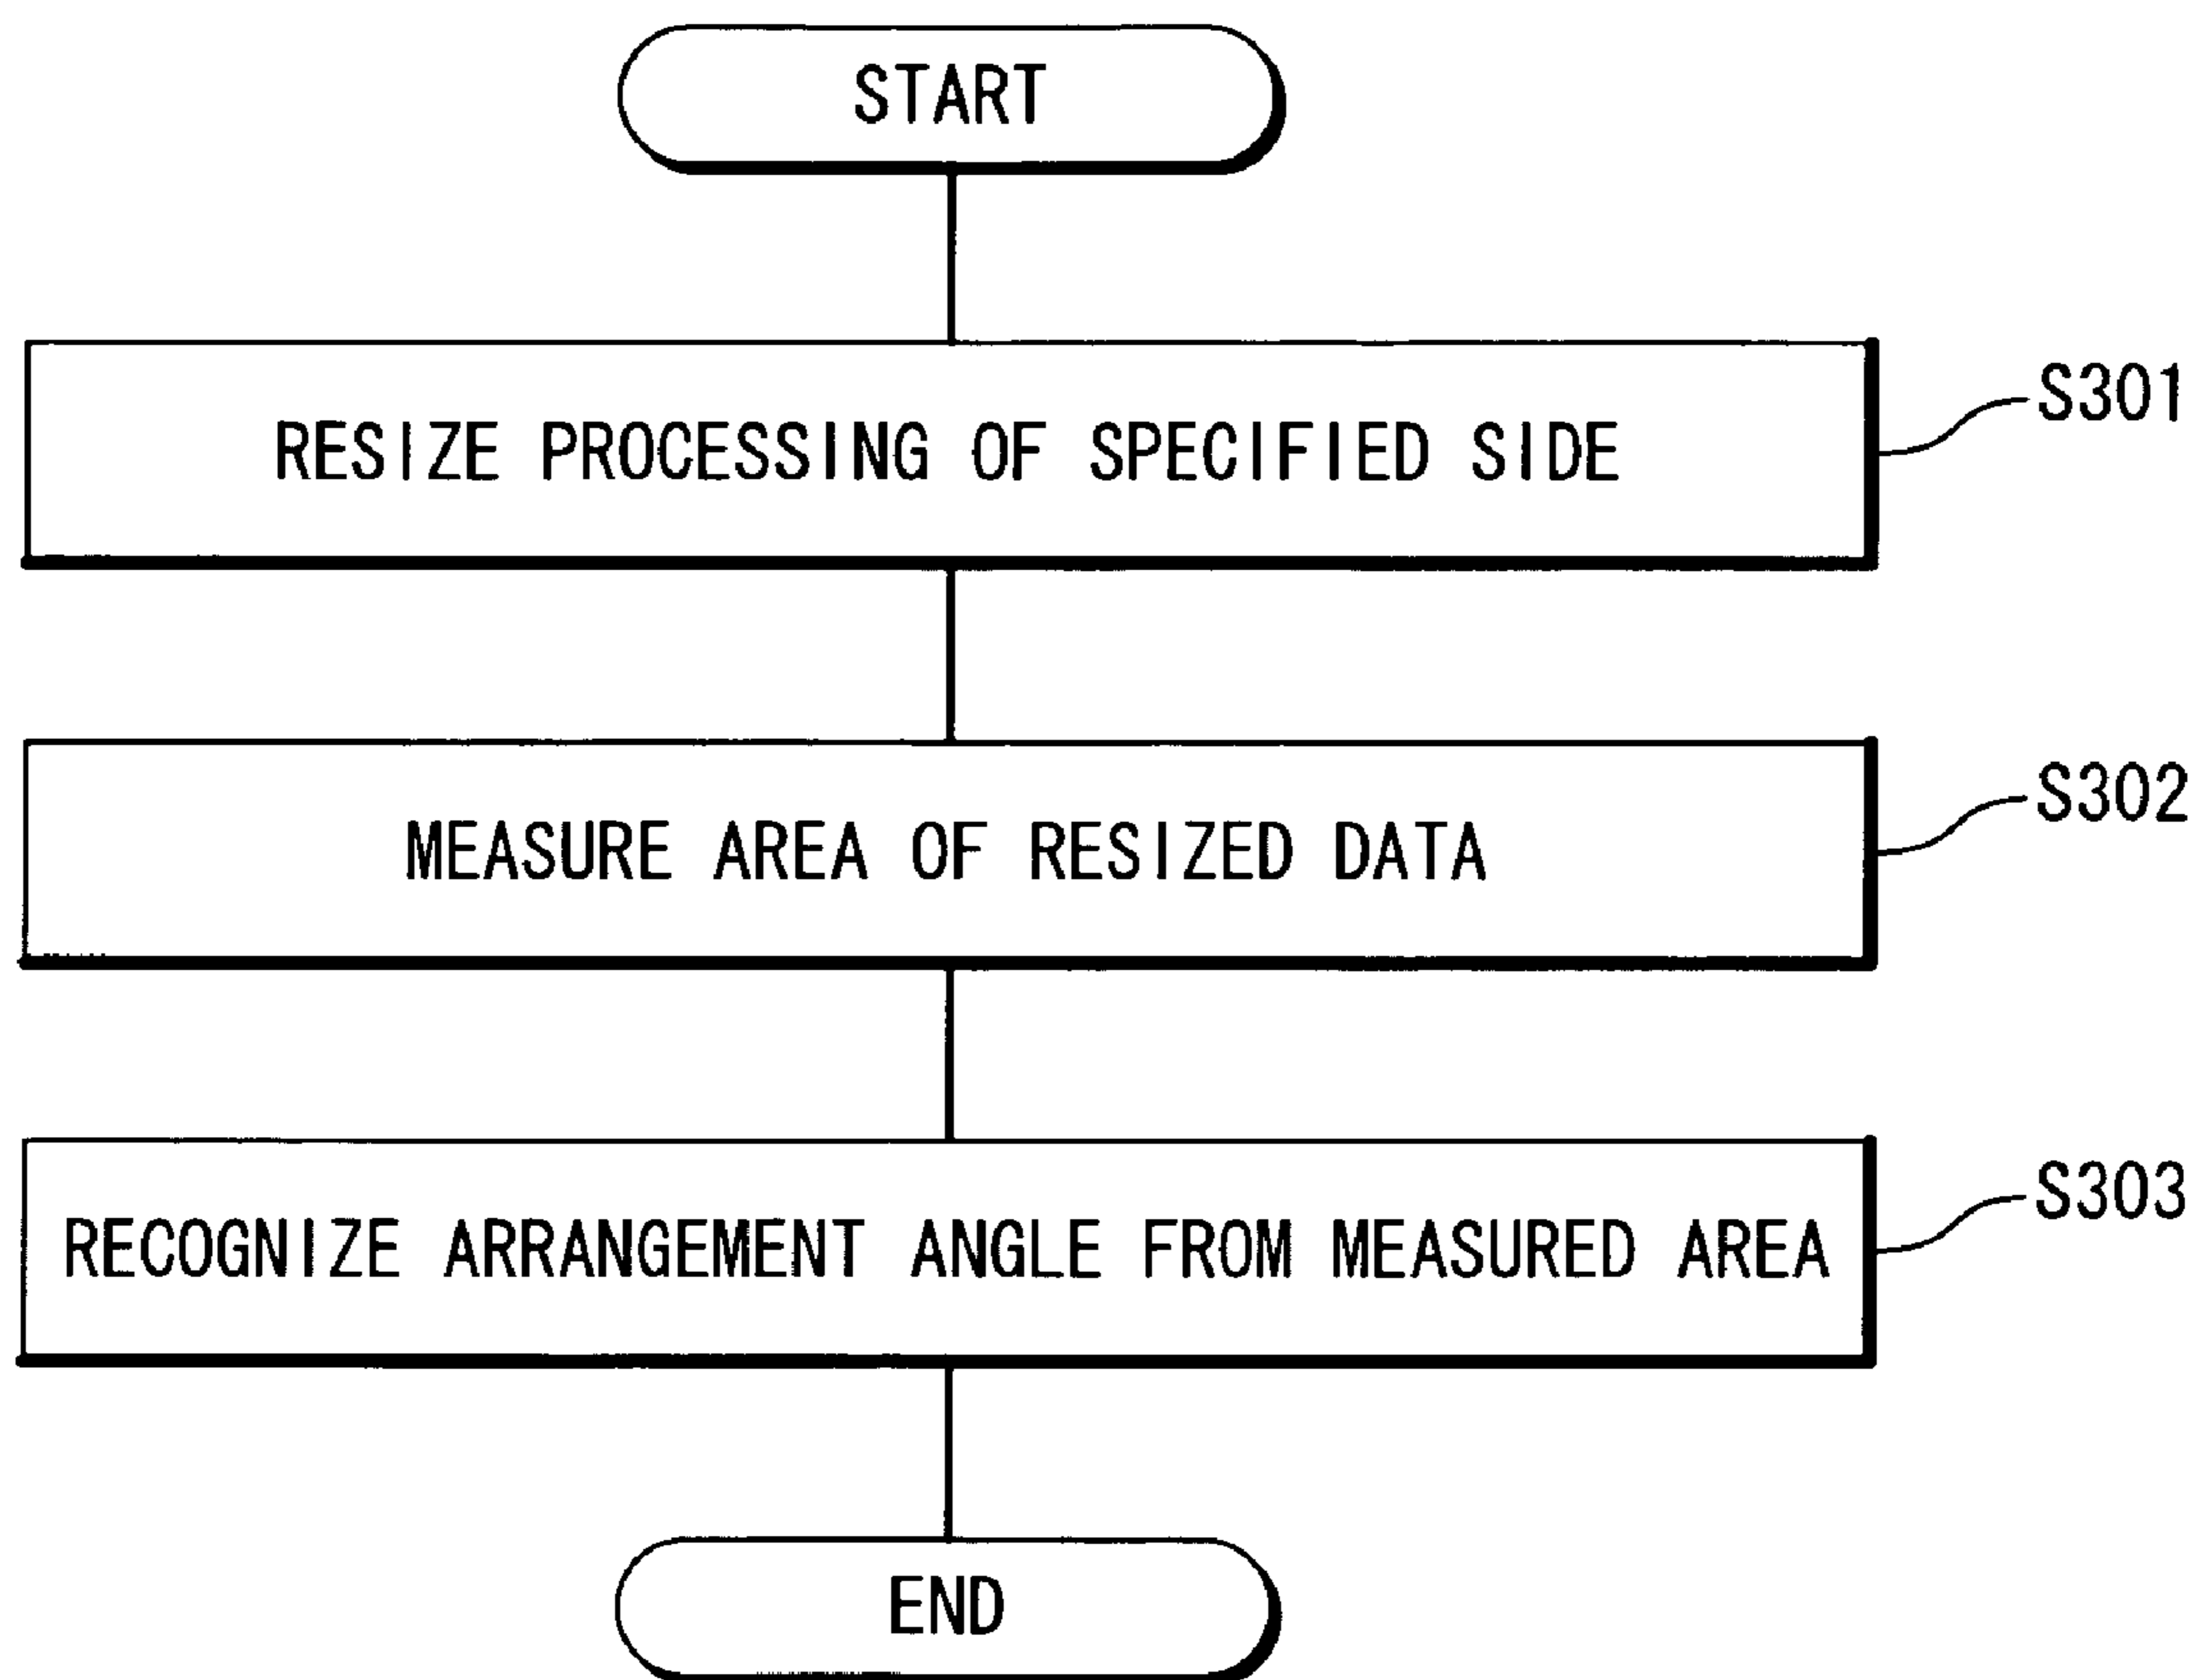 START
RESIZE PROCESSING OF SPECIFIED SIDE
S301
MEASURE AREA OF RESIZED DATA
S302
RECOGNIZE ARRANGEMENT ANGLE FROM MEASURED AREA
S303
END